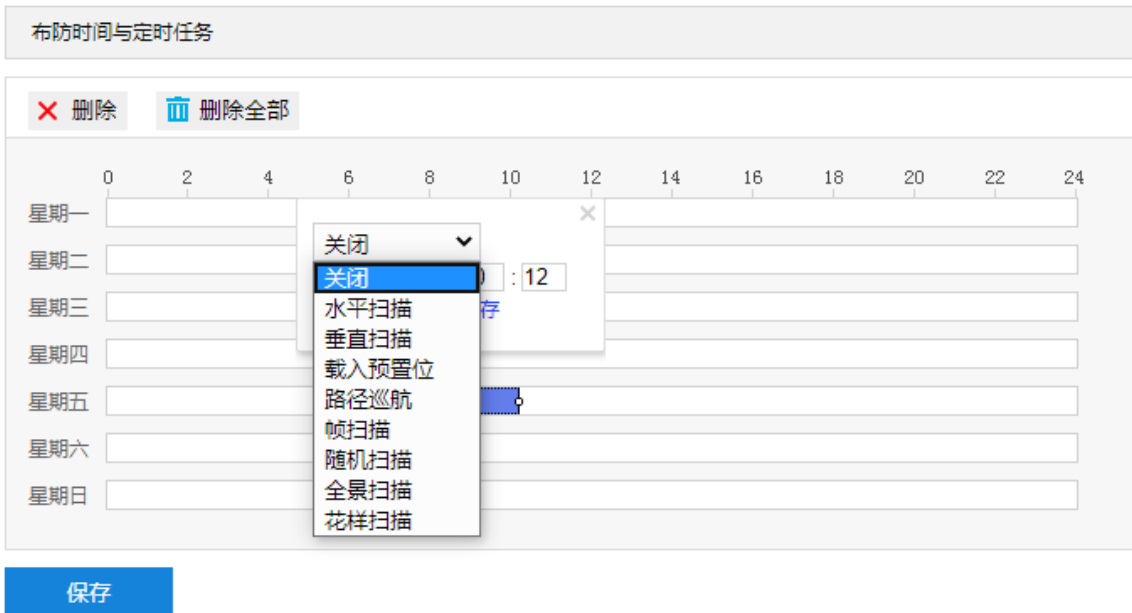 布防时间与定时任务
删除 删除全部
0 2 4 6 8 10 12 14 16 18 20 22 24
星期一
关闭
星期二
关闭 : 12
水平扫描 存
星期三
垂直扫描
星期四
载入预置位
星期五
路径巡航
帧扫描
星期六
随机扫描
星期日
全景扫描
花样扫描
保存